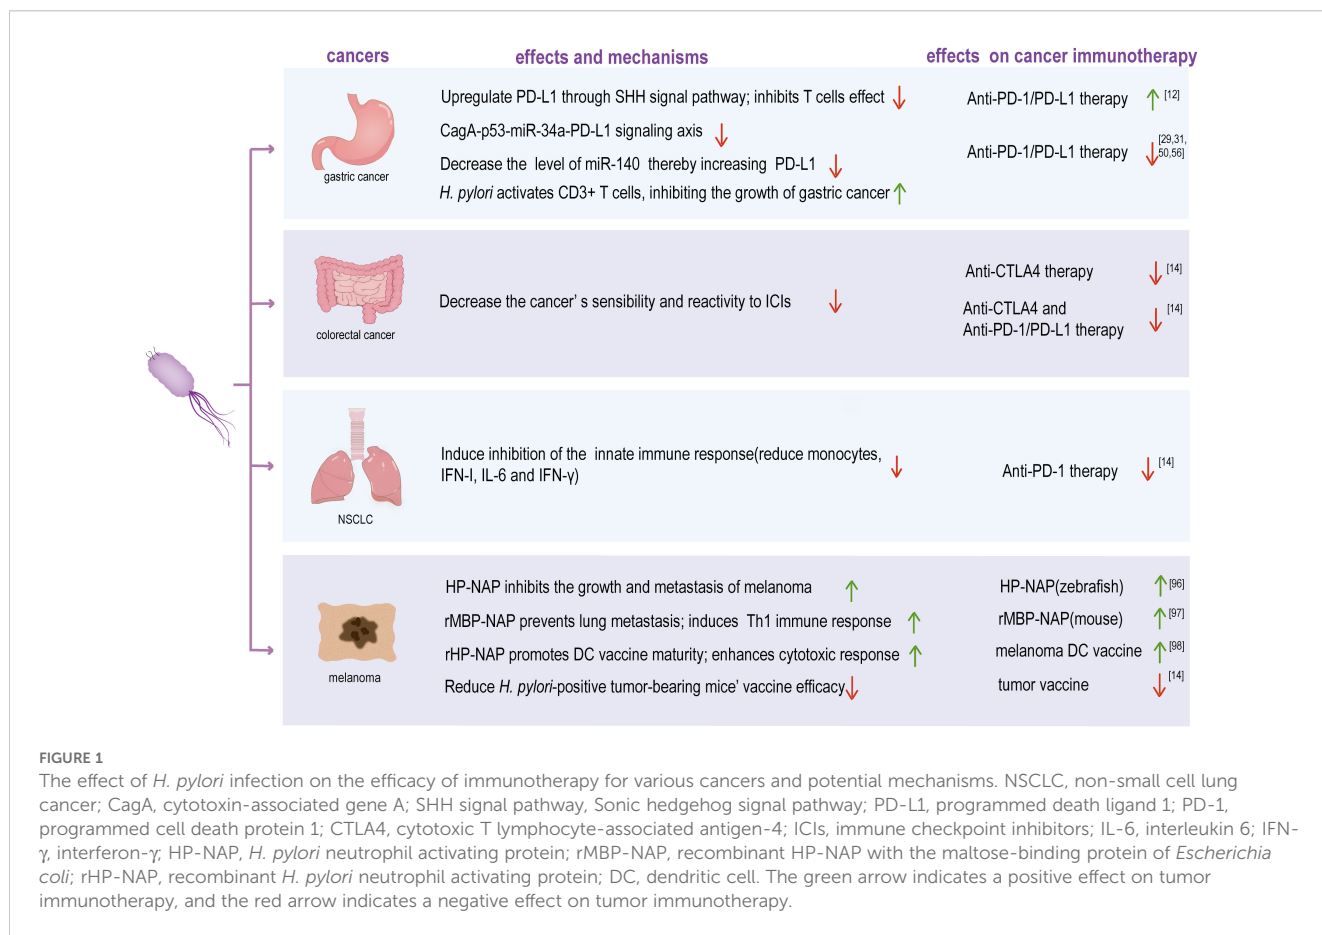 cancers effects and mechanisms effects on cancer immunotherapy
Upregulate PD-L1 through SHH signal pathway; inhibits T cells effect
CagA-p53-miR-34a-PD-L1 signaling axis
Decrease the level of miR-140 thereby increasing PD-L1
H. pylori activates CD3+ T cells, inhibiting the growth of gastric cancer
Anti-PD-1/PD-L1 therapy [12]
Anti-PD-1/PD-L1 therapy [29,31,
50,56]
gastric cancer
Decrease the cancer' s sensibility and reactivity to ICIs
Anti-CTLA4 therapy [14]
Anti-CTLA4 and
Anti-PD-1/PD-L1 therapy [14]
colorectal cancer
Induce inhibition of the innate immune response(reduce monocytes,
IFN-I, IL-6 and IFN-γ)
Anti-PD-1 therapy [14]
NSCLC
HP-NAP inhibits the growth and metastasis of melanoma
rMBP-NAP prevents lung metastasis; induces Th1 immune response
rHP-NAP promotes DC vaccine maturity; enhances cytotoxic response
Reduce H. pylori-positive tumor-bearing mice' vaccine efficacy
HP-NAP(zebrafish) [96]
rMBP-NAP(mouse) [97]
melanoma DC vaccine [98]
tumor vaccine [14]
melanoma
FIGURE 1
The effect of H. pylori infection on the efficacy of immunotherapy for various cancers and potential mechanisms. NSCLC, non-small cell lung
cancer; CagA, cytotoxin-associated gene A; SHH signal pathway, Sonic hedgehog signal pathway; PD-L1, programmed death ligand 1; PD-1,
programmed cell death protein 1; CTLA4, cytotoxic T lymphocyte-associated antigen-4; ICIs, immune checkpoint inhibitors; IL-6, interleukin 6; IFN-
γ, interferon-γ; HP-NAP, H. pylori neutrophil activating protein; rMBP-NAP, recombinant HP-NAP with the maltose-binding protein of Escherichia
coli; rHP-NAP, recombinant H. pylori neutrophil activating protein; DC, dendritic cell. The green arrow indicates a positive effect on tumor
immunotherapy, and the red arrow indicates a negative effect on tumor immunotherapy.